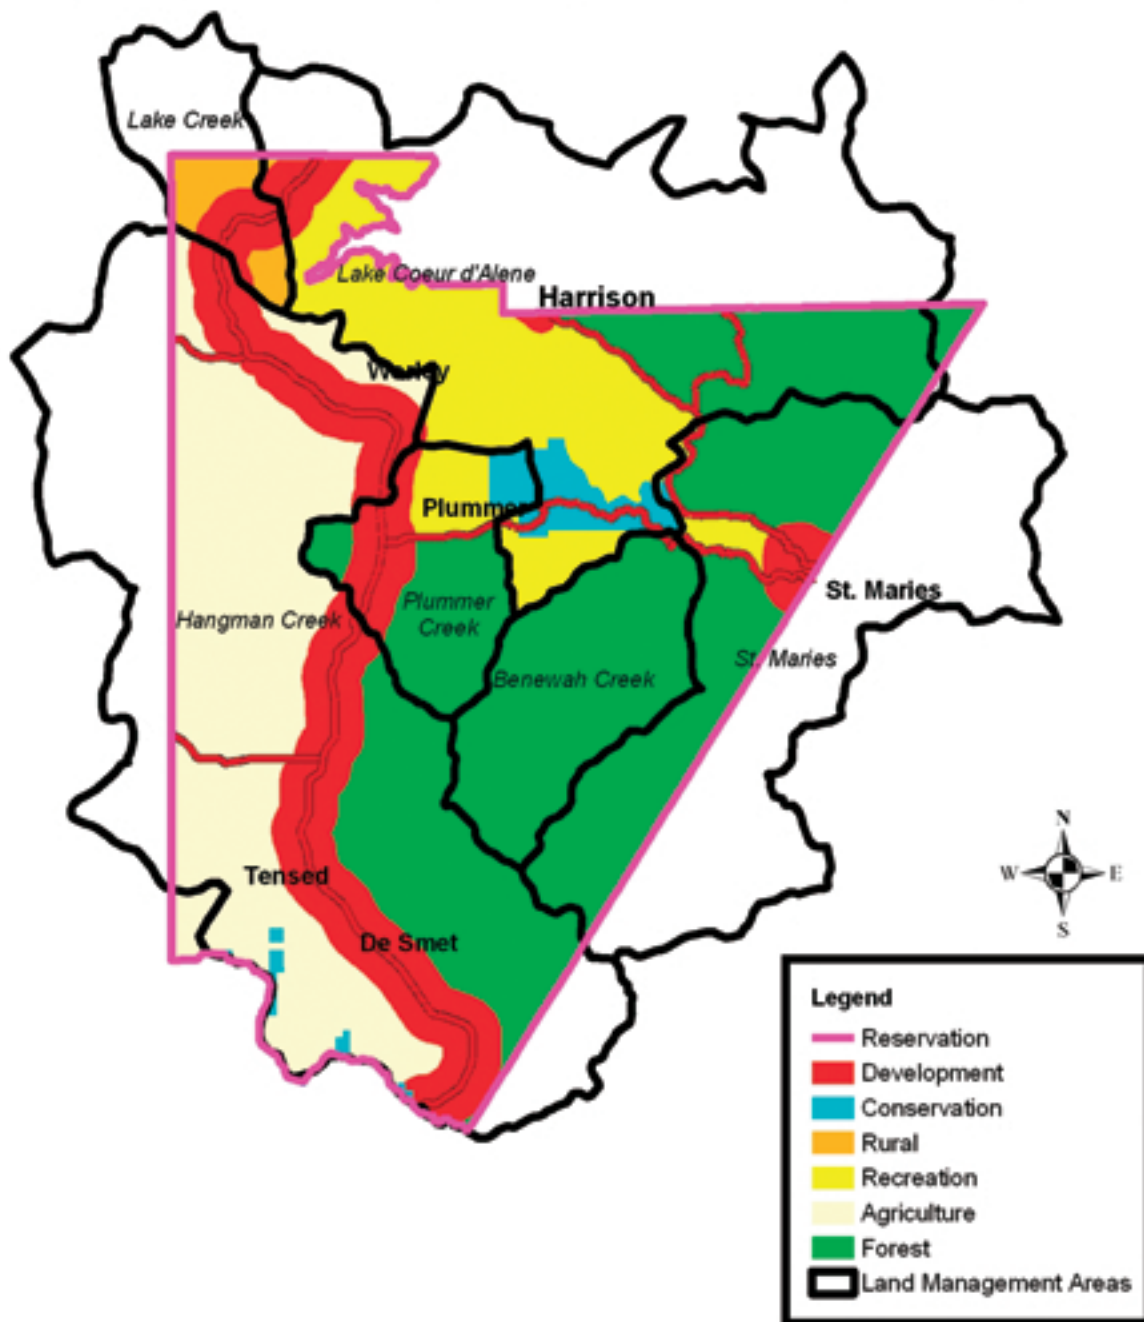 Lake Creek
Lake Coeur d'Alene
Harrison
Worley
Plummer
St. Maries
Hangman Creek
Plummer
Creek
St. Maries
Benewah Creek
Tensed
De Smet
N
W
E
S
Legend
Reservation
Development
Conservation
Rural
Recreation
Agriculture
Forest
Land Management Areas